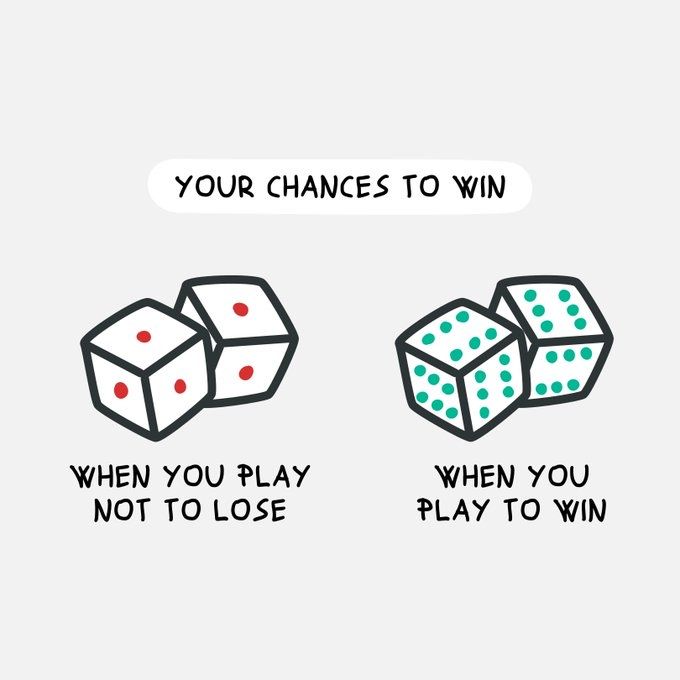 YOUR CHANCES TO WIN
WHEN YOU PLAY
NOT TO LOSE
WHEN YOU
PLAY TO WIN